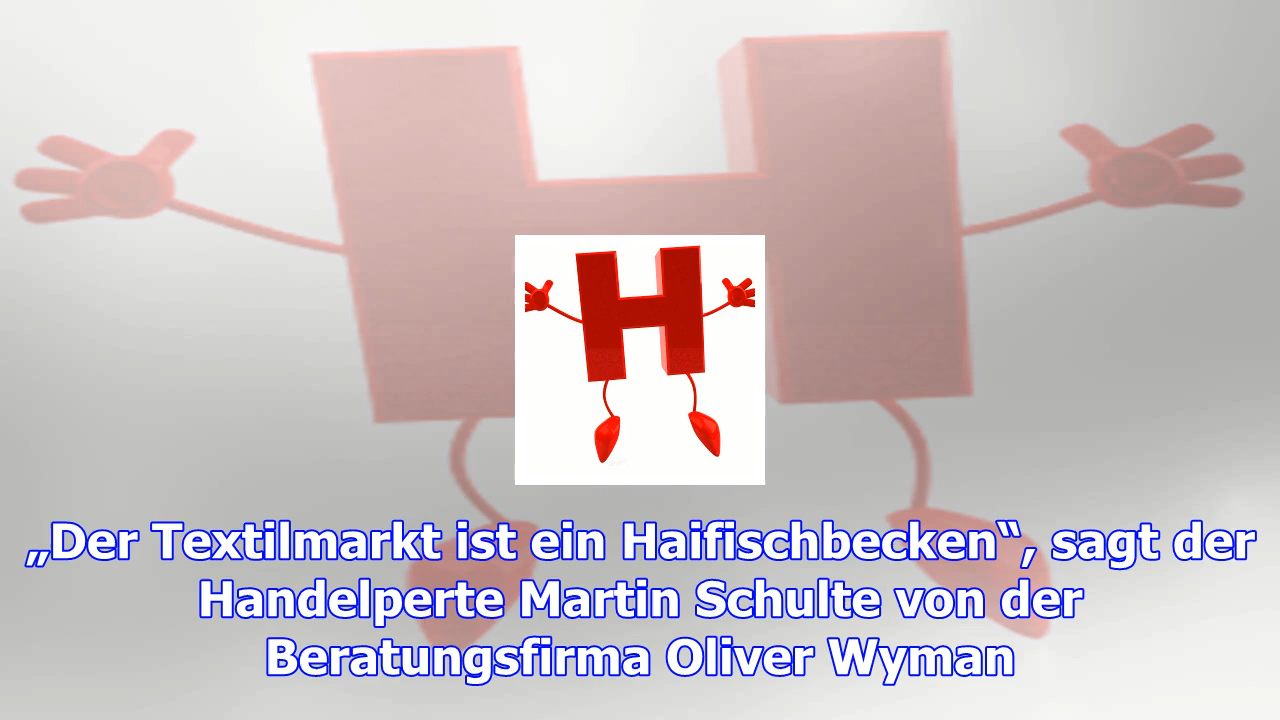 „Der Textilmarkt ist ein Haifischbecken“, sagt der
Handelperte Martin Schulte von der
Beratungsfirma Oliver Wyman